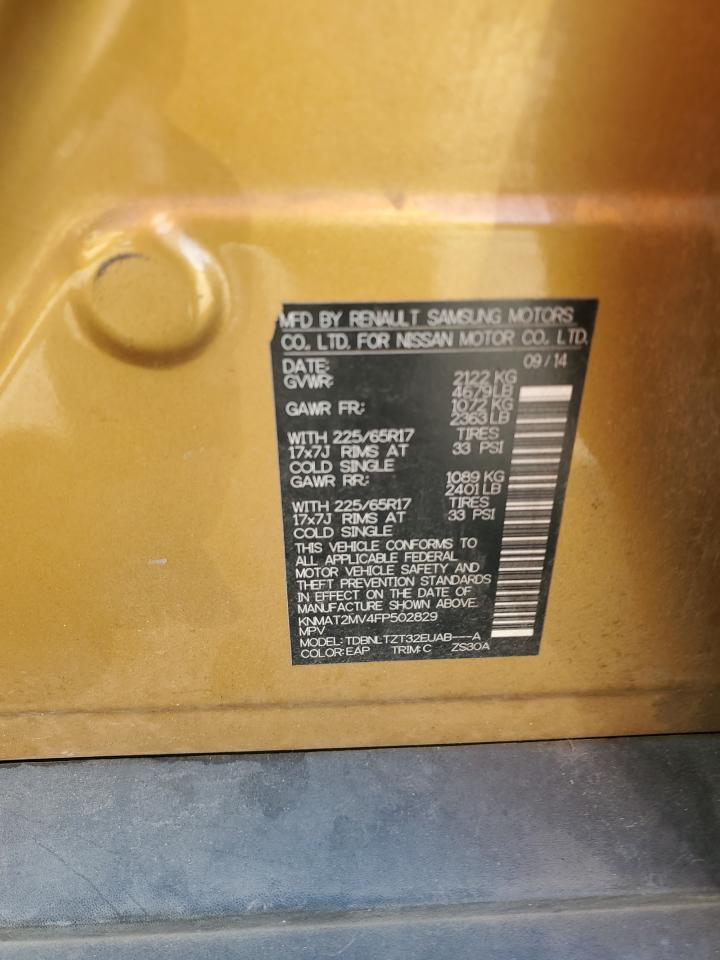 MFD BY RENAULT SAMSUNG MOTORS
CO., LTD. FOR NISSAN MOTOR CO., LTD.
DATE: 09/14
GVWR: 2122 KG
4679 LB
GAWR FR: 1072 KG
2363 LB
WITH 225/65R17 TIRES
17x7J RIMS AT 33 PSI
COLD SINGLE
GAWR RR: 1089 KG
2401 LB
WITH 225/65R17 TIRES
17x7J RIMS AT 33 PSI
COLD SINGLE
THIS VEHICLE CONFORMS TO
ALL APPLICABLE FEDERAL
MOTOR VEHICLE SAFETY AND
THEFT PREVENTION STANDARDS
IN EFFECT ON THE DATE OF
MANUFACTURE SHOWN ABOVE.
KNMAT2MV4FP502829
MPV
MODEL: TDBNLTZT32EUAB---A
COLOR: EAP TRIM: C ZS30A